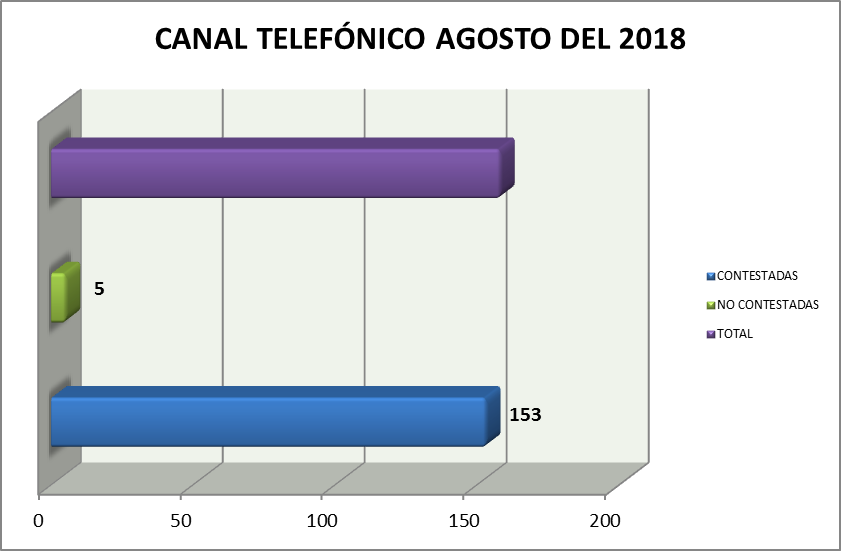 CANAL TELEFÓNICO AGOSTO DEL 2018
5
153
0 50 100 150 200
CONTESTADAS
NO CONTESTADAS
TOTAL